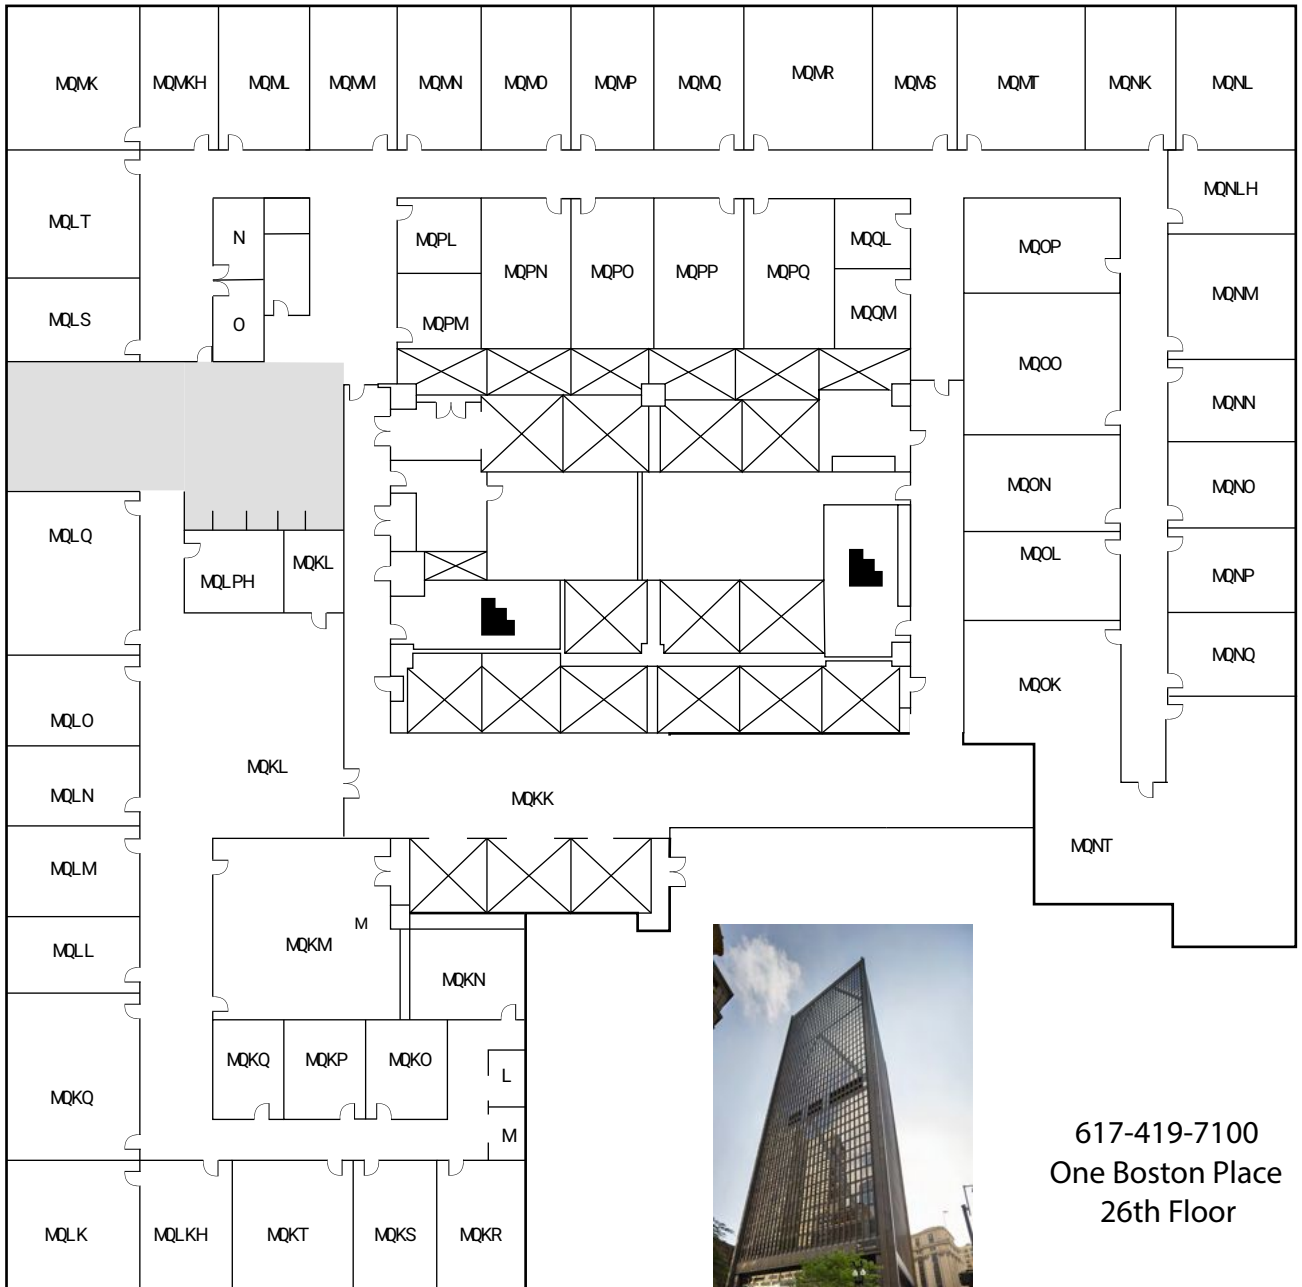 MQMK
MQMKH
MQML
MQMM
MQMN
MQMO
MQMP
MQMQ
MQMR
MQMS
MQMT
MQNK
MQNL
MQLT
N
MQPL
MQPN
MQPO
MQPP
MQPQ
MQQL
MQOP
MQNLH
MQLS
O
MQPM
MQQM
MQOO
MQNM
MQNN
MQLQ
MQLPH
MQKL
MQON
MQNO
MQOL
MQNP
MQLO
MQOK
MQNQ
MQKL
MQLN
MQKK
MQLM
MQNT
M
MQLL
MQKM
MQKN
MQKQ
MQKQ
MQKP
MQKO
L
M
MQLK
MQLKH
MQKT
MQKS
MQKR
617-419-7100
One Boston Place
26th Floor